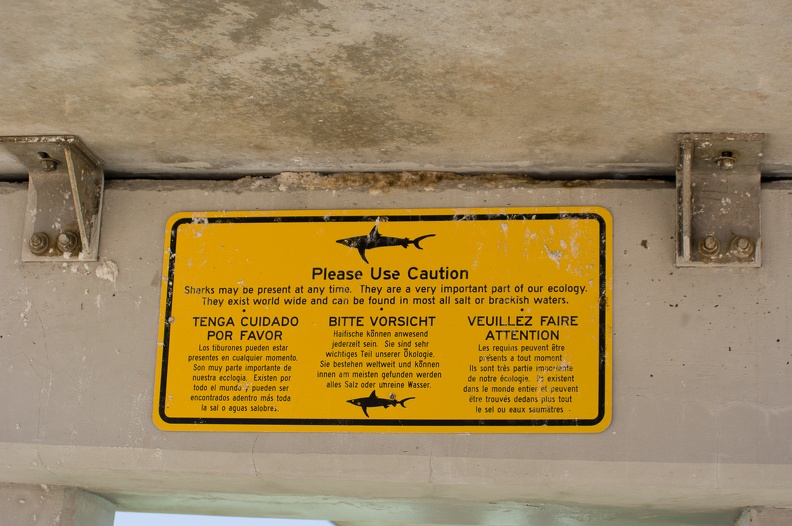 Please Use Caution
Sharks may be present at any time. They are a very important part of our ecology.
They exist world wide and can be found in most all salt or brackish waters.
TENGA CUIDADO
POR FAVOR
Los tiburones pueden estar
presentes en cualquier momento.
Son muy parte importante de
nuestra ecologia. Existen por
todo el mundo y pueden ser
encontrados adentro más toda
la sal o aguas salobres.
BITTE VORSICHT
Haifische können anwesend
jederzeit sein. Sie sind sehr
wichtiges Teil unserer Ökologie.
Sie bestehen weltweit und können
innen am meisten gefunden werden
alles Salz oder unreine Wasser.
VEUILLEZ FAIRE
ATTENTION
Les requins peuvent être
présents a tout moment.
Ils sont très partie importante
de notre écologie. Ils existent
dans le monde entier et peuvent
être trouvés dedans plus tout
le sel ou eaux saumâtres.